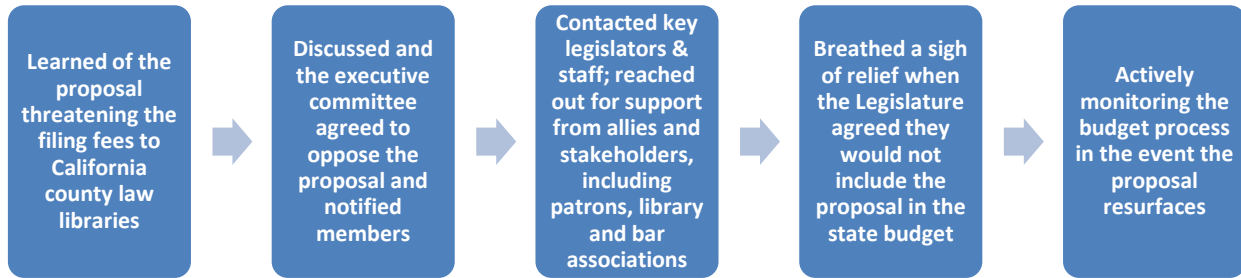 Learned of the
proposal
threatening the
filing fees to
California
county law
libraries
Discussed and
the executive
committee
agreed to
oppose the
proposal and
notified
members
Contacted key
legislators &
staff; reached
out for support
from allies and
stakeholders,
including
patrons, library
and bar
associations
Breathed a sigh
of relief when
the Legislature
agreed they
would not
include the
proposal in the
state budget
Actively
monitoring the
budget process
in the event the
proposal
resurfaces